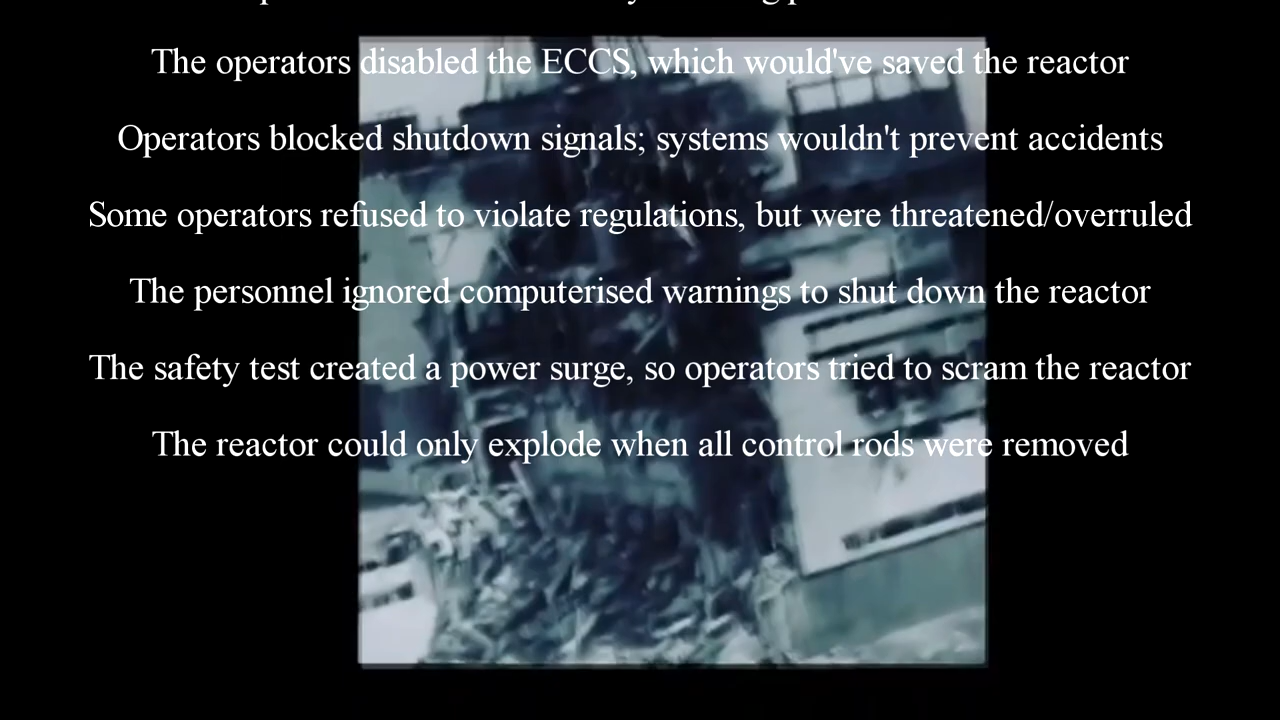 The operators disabled the ECCS, which would've saved the reactor
Operators blocked shutdown signals; systems wouldn't prevent accidents
Some operators refused to violate regulations, but were threatened/overruled
The personnel ignored computerised warnings to shut down the reactor
The safety test created a power surge, so operators tried to scram the reactor
The reactor could only explode when all control rods were removed